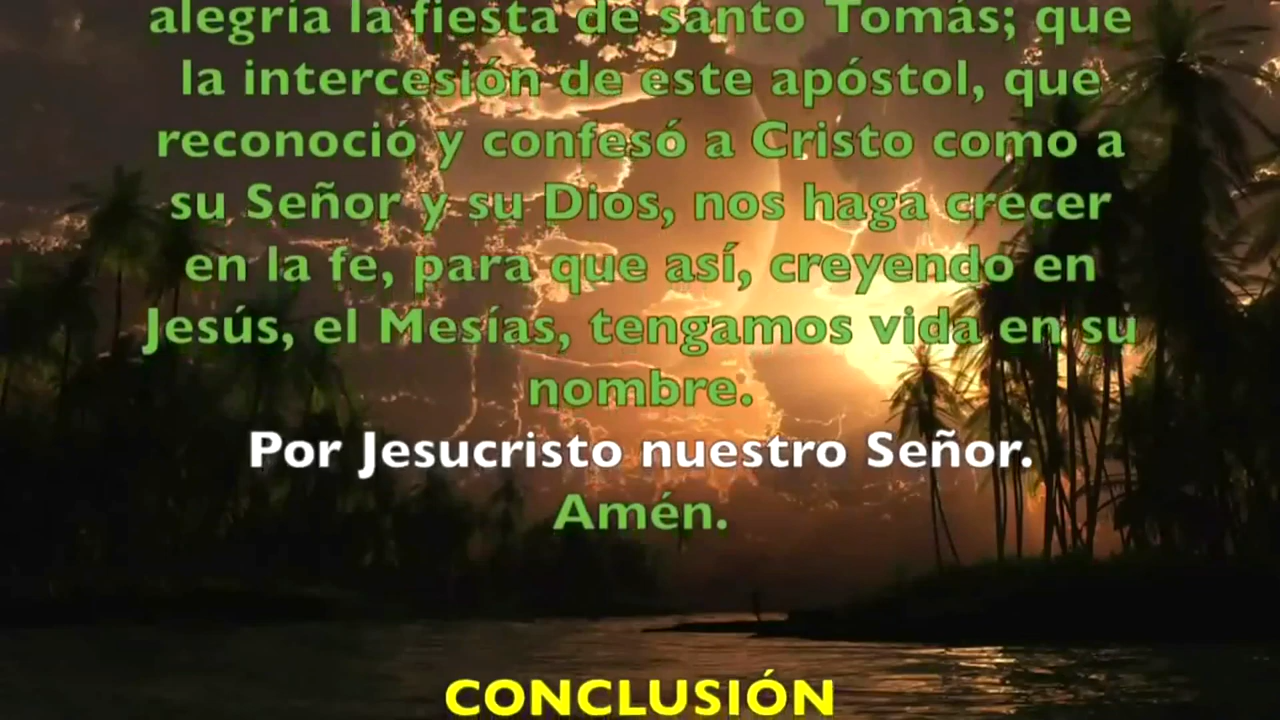 alegría la fiesta de santo Tomás; que
la intercesión de este apóstol, que
reconoció y confesó a Cristo como a
su Señor y su Dios, nos haga crecer
en la fe, para que así, creyendo en
Jesús, el Mesías, tengamos vida en su
nombre.
Por Jesucristo nuestro Señor.
Amén.
CONCLUSIÓN